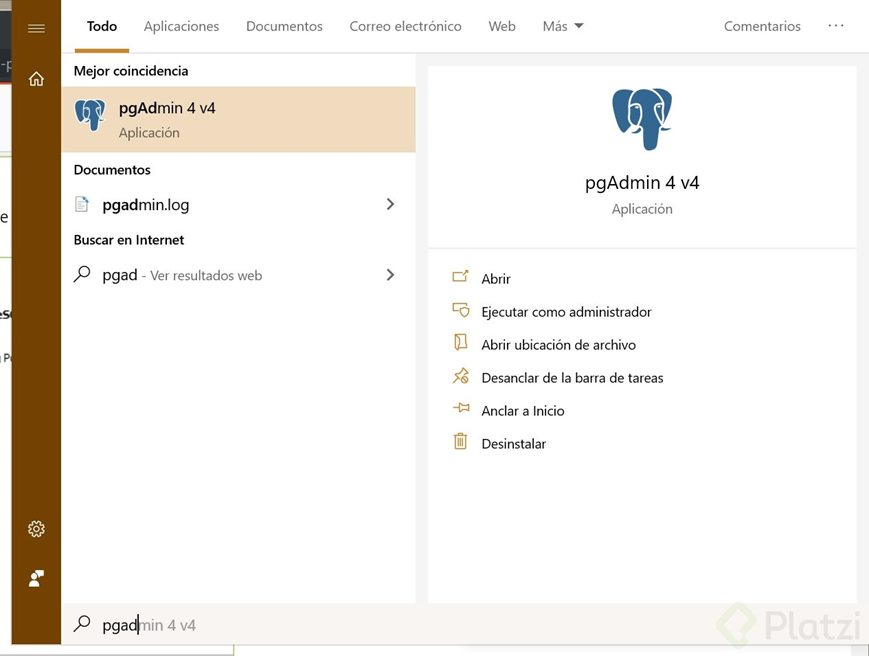 Todo Aplicaciones Documentos Correo electrónico Web Más Comentarios ...
Mejor coincidencia
pgAdmin 4 v4
Aplicación
Documentos
pgadmin.log
Buscar en Internet
pgad - Ver resultados web
pgAdmin 4 v4
Aplicación
Abrir
Ejecutar como administrador
Abrir ubicación de archivo
Desanclar de la barra de tareas
Anclar a Inicio
Desinstalar
pgadmin 4 v4
Platzi